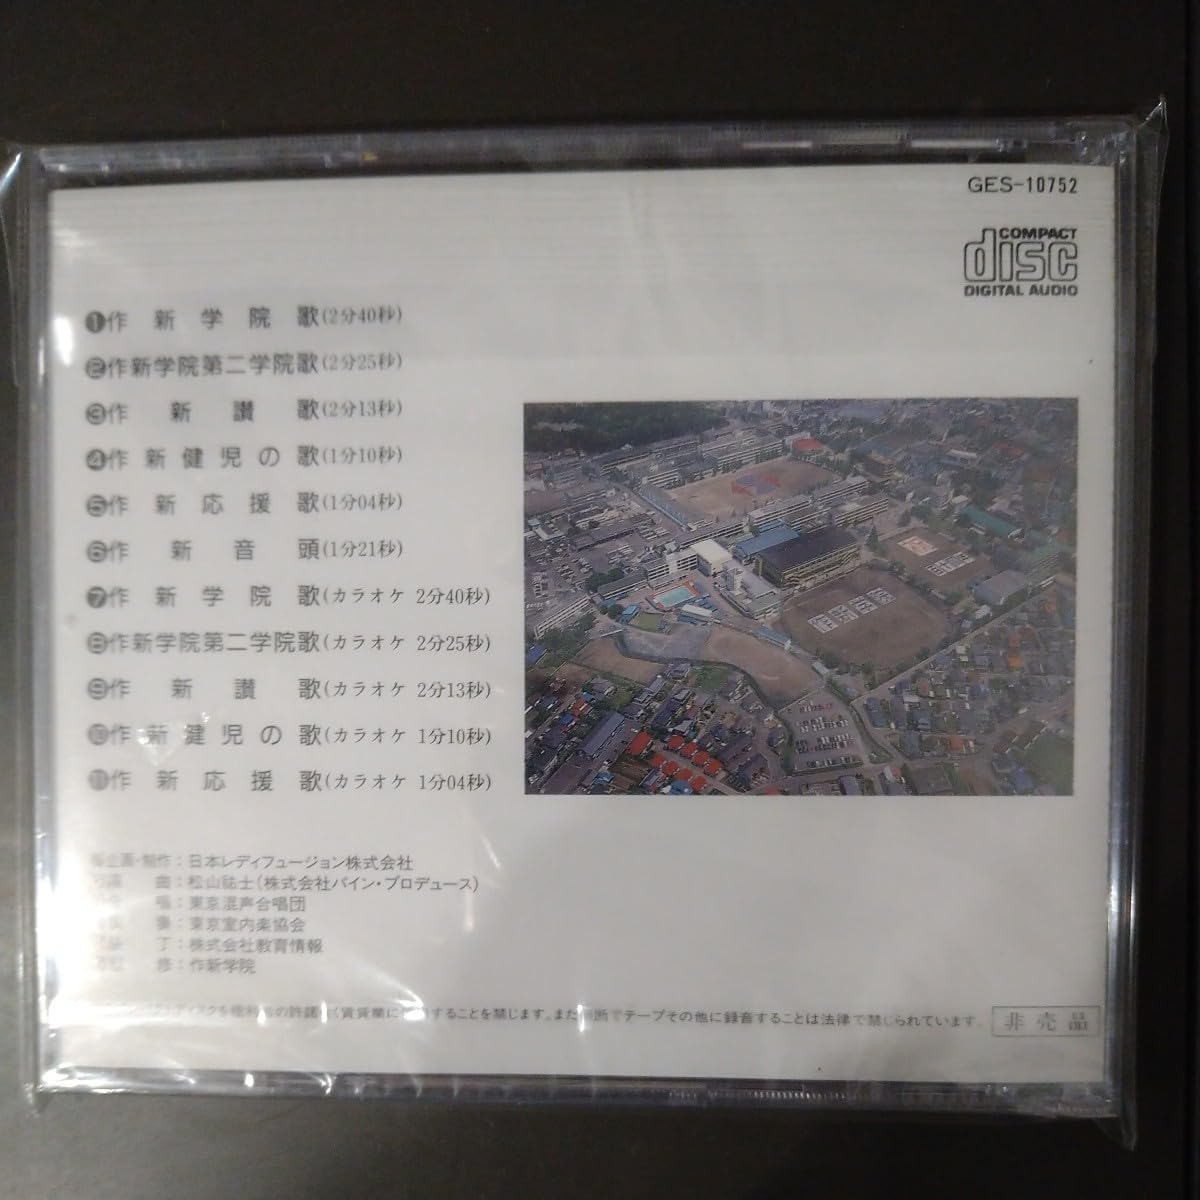 GES-10752
COMPACT
disc
DIGITAL AUDIO
❶作新学院歌(2分40秒)
❷作新学院第二学院歌(2分25秒)
❸作新讃歌(2分13秒)
❹作新健児の歌(1分10秒)
❺作新応援歌(1分04秒)
❻作新音頭(1分21秒)
❼作新学院歌(カラオケ 2分40秒)
❽作新学院第二学院歌(カラオケ 2分25秒)
❾作新讃歌(カラオケ 2分13秒)
❿作新健児の歌(カラオケ 1分10秒)
⓫作新応援歌(カラオケ 1分04秒)
企画・制作：日本レディフュージョン株式会社
曲：松山祐士(株式会社パイン・プロデュース)
唱：東京混声合唱団
奏：東京室内楽協会
丁：株式会社教育情報
修：作新学院
ディスクを権利者の許諾なく賃貸業に使用することを禁じます。また無断でテープその他に録音することは法律で禁じられています。
非売品